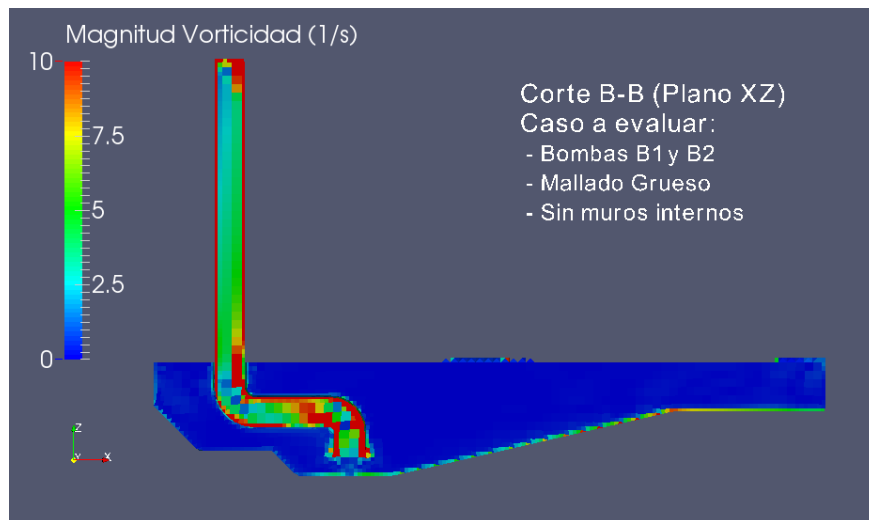 Magnitud Vorticidad (1/s)
10
7.5
5
2.5
0
Corte B-B (Plano XZ)
Caso a evaluar:
- Bombas B1 y B2
- Mallado Grueso
- Sin muros internos
Z
Y
X